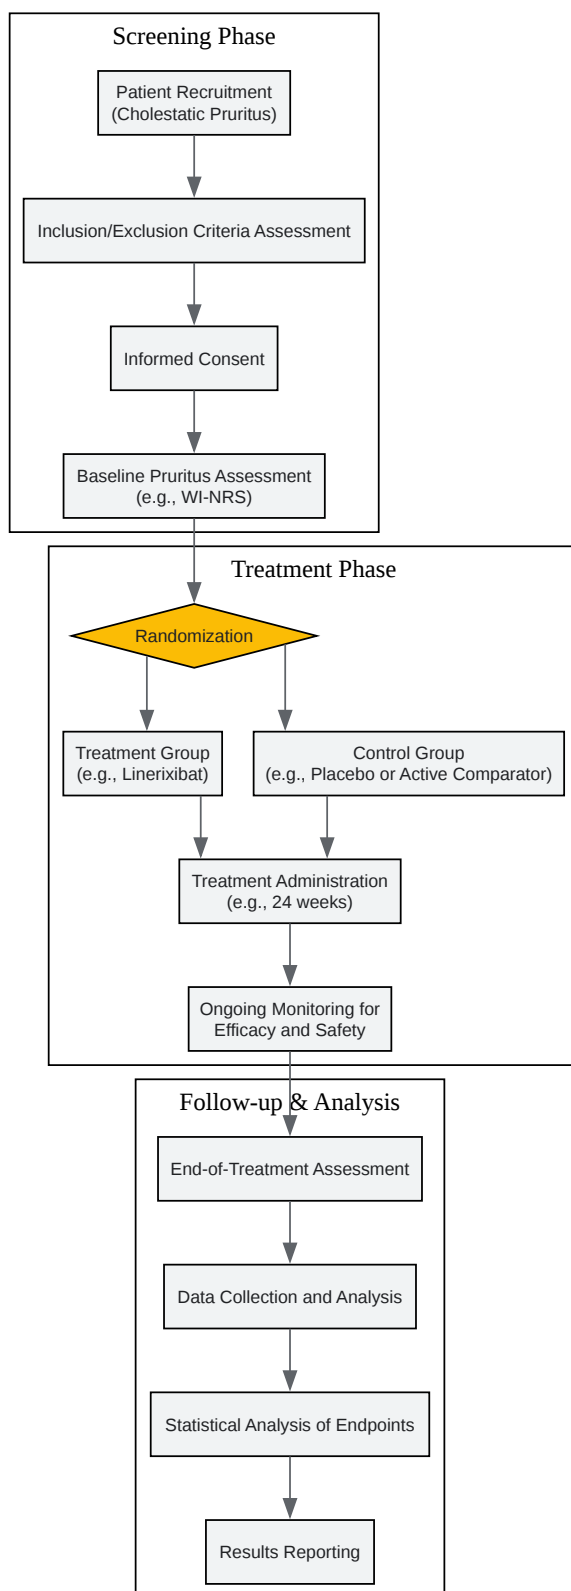 Screening Phase
Patient Recruitment
(Cholestatic Pruritus)
Inclusion/Exclusion Criteria Assessment
Informed Consent
Baseline Pruritus Assessment
(e.g., WI-NRS)
Treatment Phase
Randomization
Treatment Group
(e.g., Linerixibat)
Control Group
(e.g., Placebo or Active Comparator)
Treatment Administration
(e.g., 24 weeks)
Ongoing Monitoring for
Efficacy and Safety
Follow-up & Analysis
End-of-Treatment Assessment
Data Collection and Analysis
Statistical Analysis of Endpoints
Results Reporting